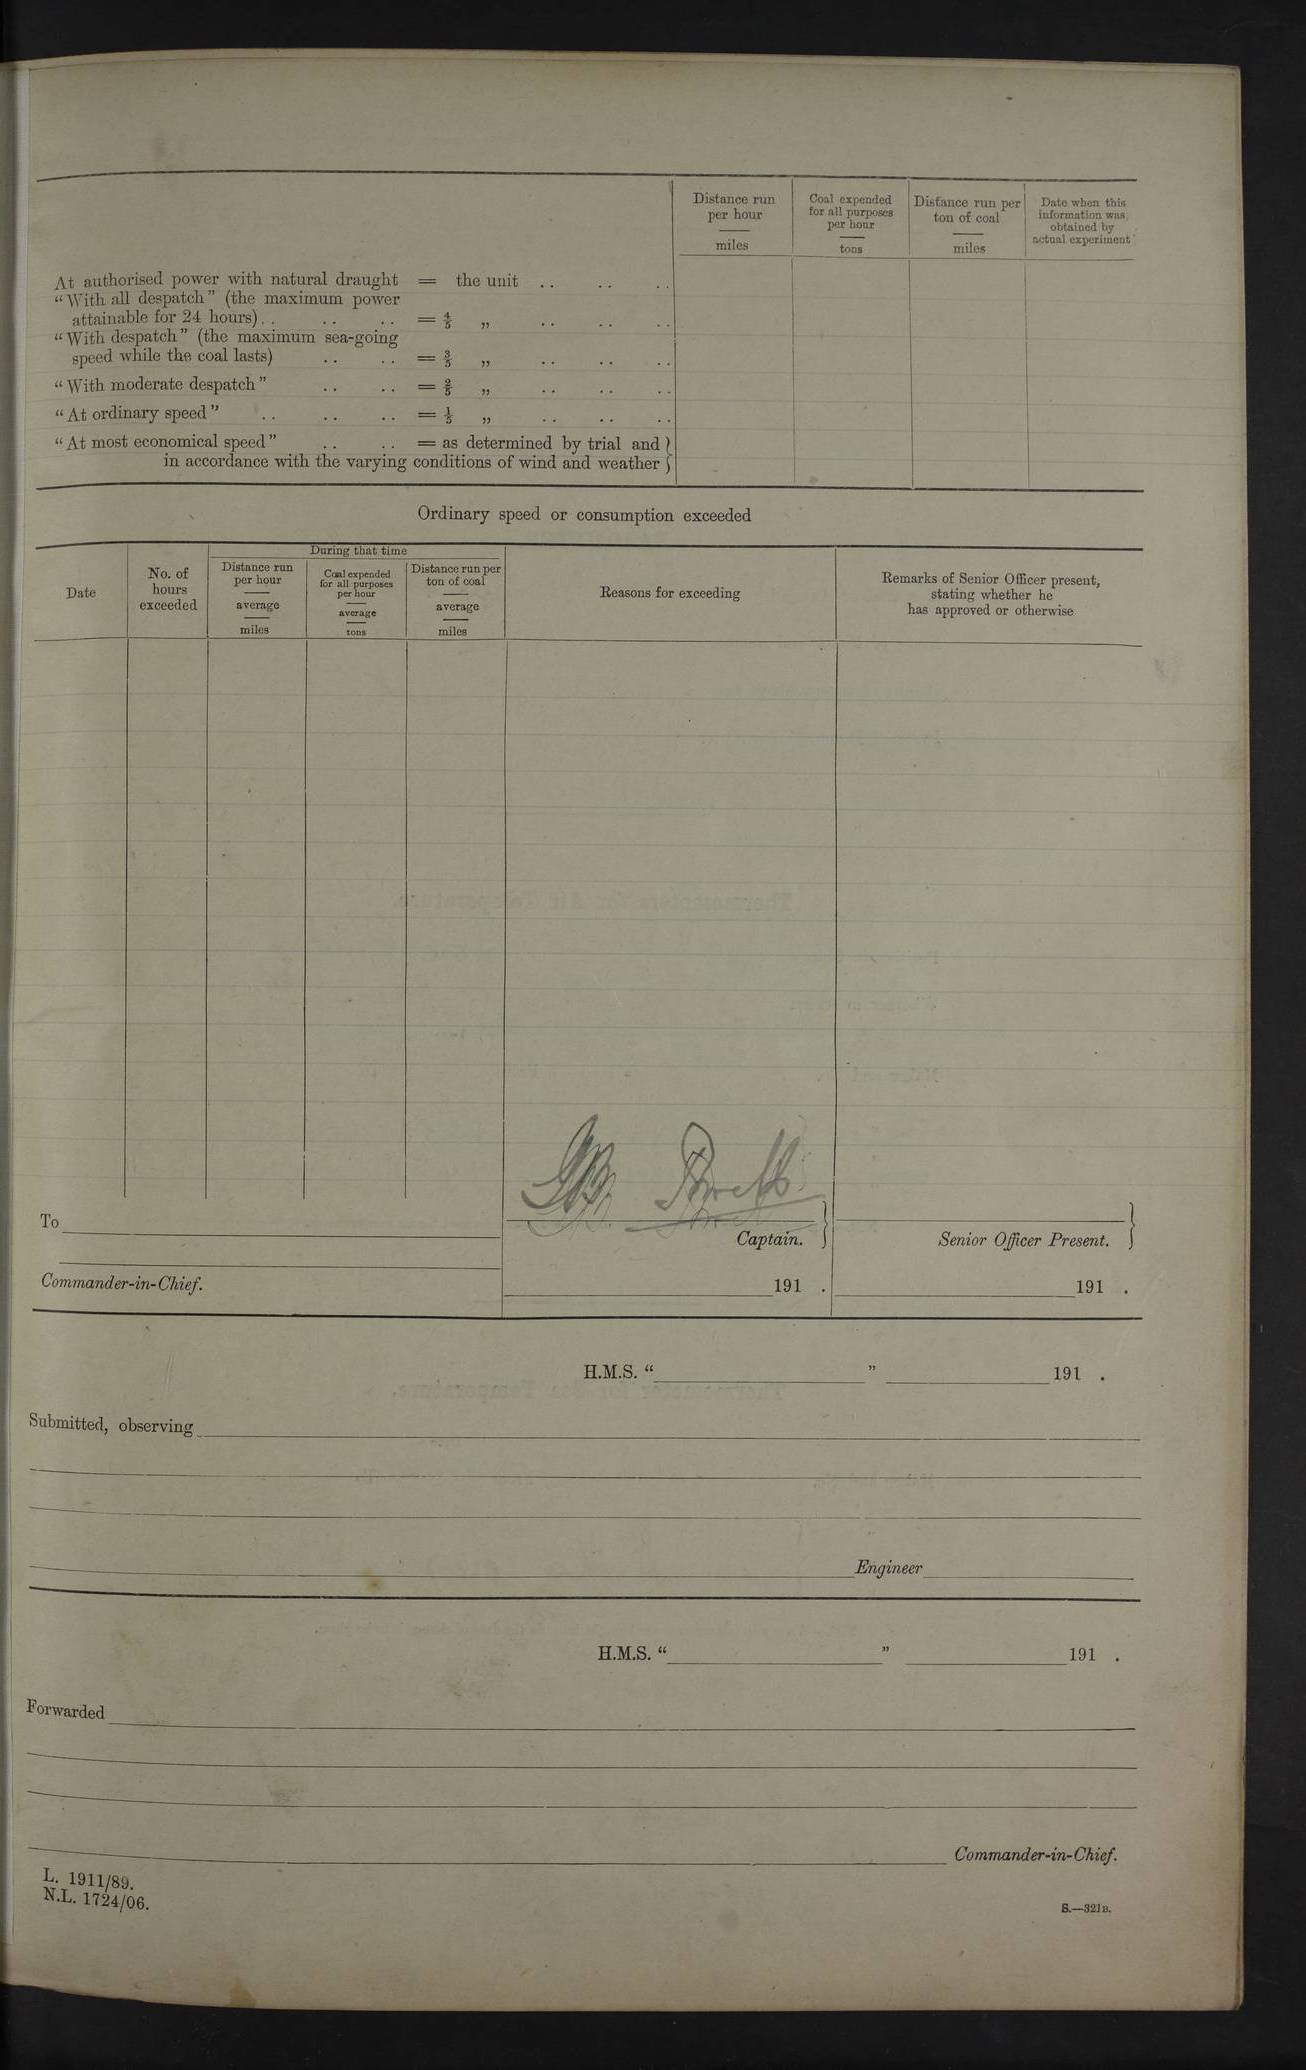 Distance run per hour miles
Coal expended for all purposes per hour tons
Distance run per ton of coal miles
Date when this information was obtained by actual experiment
At authorised power with natural draught = the unit .. .. ..
“With all despatch” (the maximum power
attainable for 24 hours) .. .. .. = 4/5 „ .. .. ..
“With despatch” (the maximum sea-going
speed while the coal lasts) .. .. = 3/5 „ .. .. ..
“With moderate despatch” .. .. = 2/5 „ .. .. ..
“At ordinary speed” .. .. .. = 1/5 „ .. .. ..
“At most economical speed” .. .. = as determined by trial and
in accordance with the varying conditions of wind and weather
Ordinary speed or consumption exceeded
Date
No. of hours exceeded
During that time
Distance run per hour average miles
Coal expended for all purposes per hour average tons
Distance run per ton of coal average miles
Reasons for exceeding
Remarks of Senior Officer present,
stating whether he
has approved or otherwise
To
Captain.
Senior Officer Present.
Commander-in-Chief.
191 .
191 .
H.M.S. “ ” 191 .
Submitted, observing
Engineer
H.M.S. “ ” 191 .
Forwarded
Commander-in-Chief.
L. 1911/89.
N.L. 1724/06.
S.—321B.